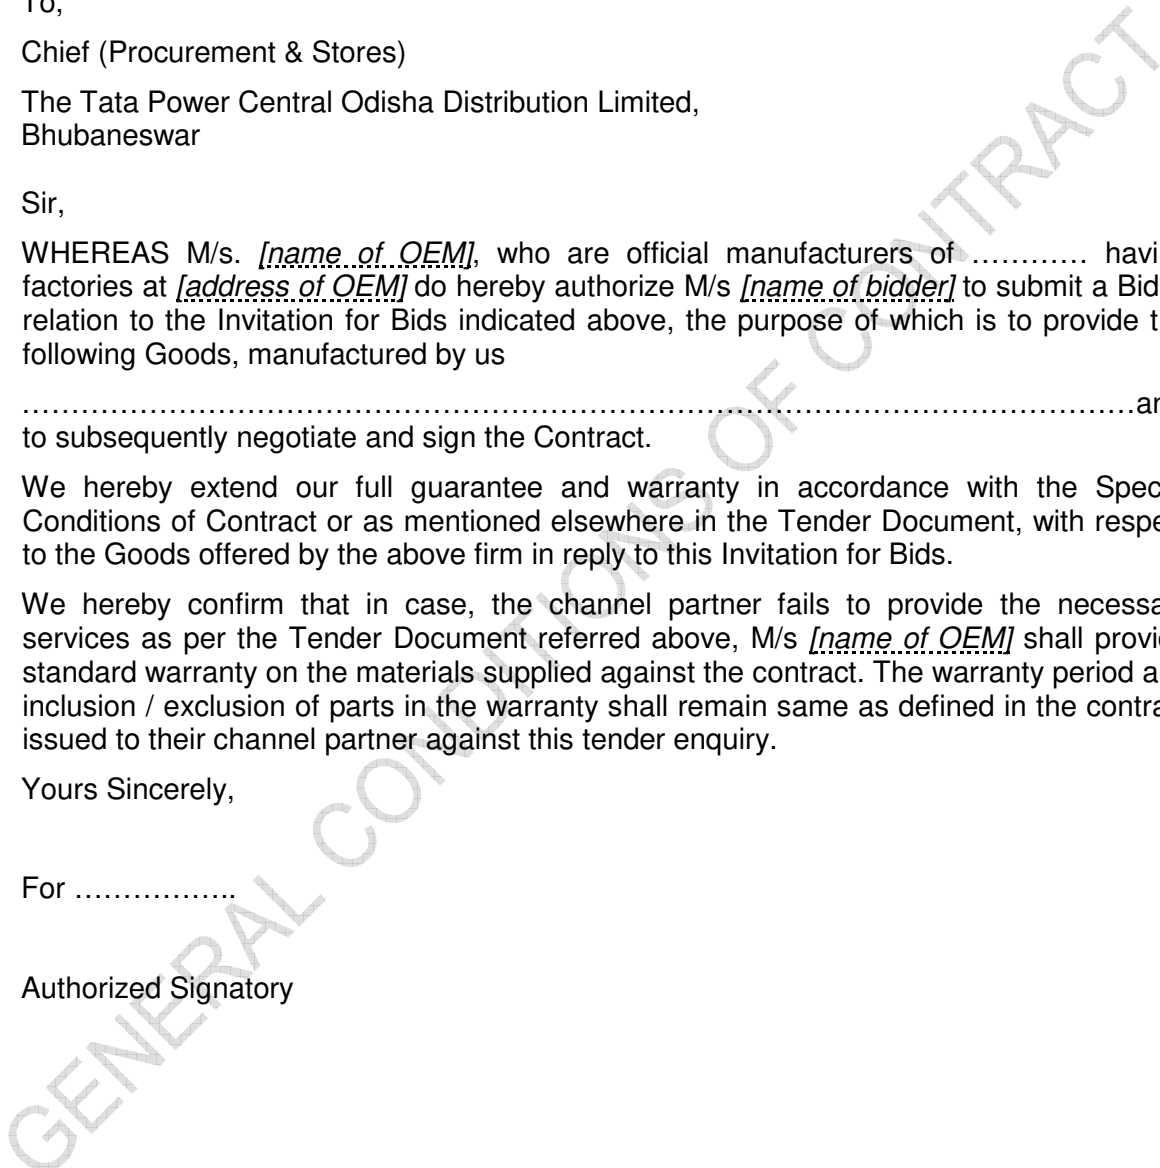 To,
Chief (Procurement & Stores)
The Tata Power Central Odisha Distribution Limited,
Bhubaneswar
Sir,
WHEREAS M/s. [name of OEM], who are official manufacturers of ………… havi
factories at [address of OEM] do hereby authorize M/s [name of bidder] to submit a Bid
relation to the Invitation for Bids indicated above, the purpose of which is to provide t
following Goods, manufactured by us
……………………………………………………………………………………………………an
to subsequently negotiate and sign the Contract.
We hereby extend our full guarantee and warranty in accordance with the Spec
Conditions of Contract or as mentioned elsewhere in the Tender Document, with respe
to the Goods offered by the above firm in reply to this Invitation for Bids.
We hereby confirm that in case, the channel partner fails to provide the necessa
services as per the Tender Document referred above, M/s [name of OEM] shall provi
standard warranty on the materials supplied against the contract. The warranty period a
inclusion / exclusion of parts in the warranty shall remain same as defined in the contra
issued to their channel partner against this tender enquiry.
Yours Sincerely,
For ……………..
Authorized Signatory
GENERAL CONDITIONS OF CONTRACT